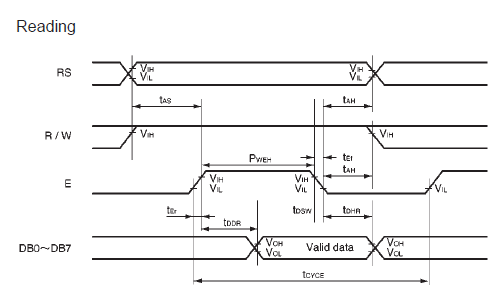 Reading
RS
VIH
VIL
VIH
VIL
tAS
tAH
R / W
VIH
VIH
PWEH
tEf
tAH
E
VIH
VIL
VIH
VIL
VIL
tEr
tDDR
tDSW
tDHR
DB0～DB7
VOH
VOL
Valid data
VOH
VOL
tCYCE